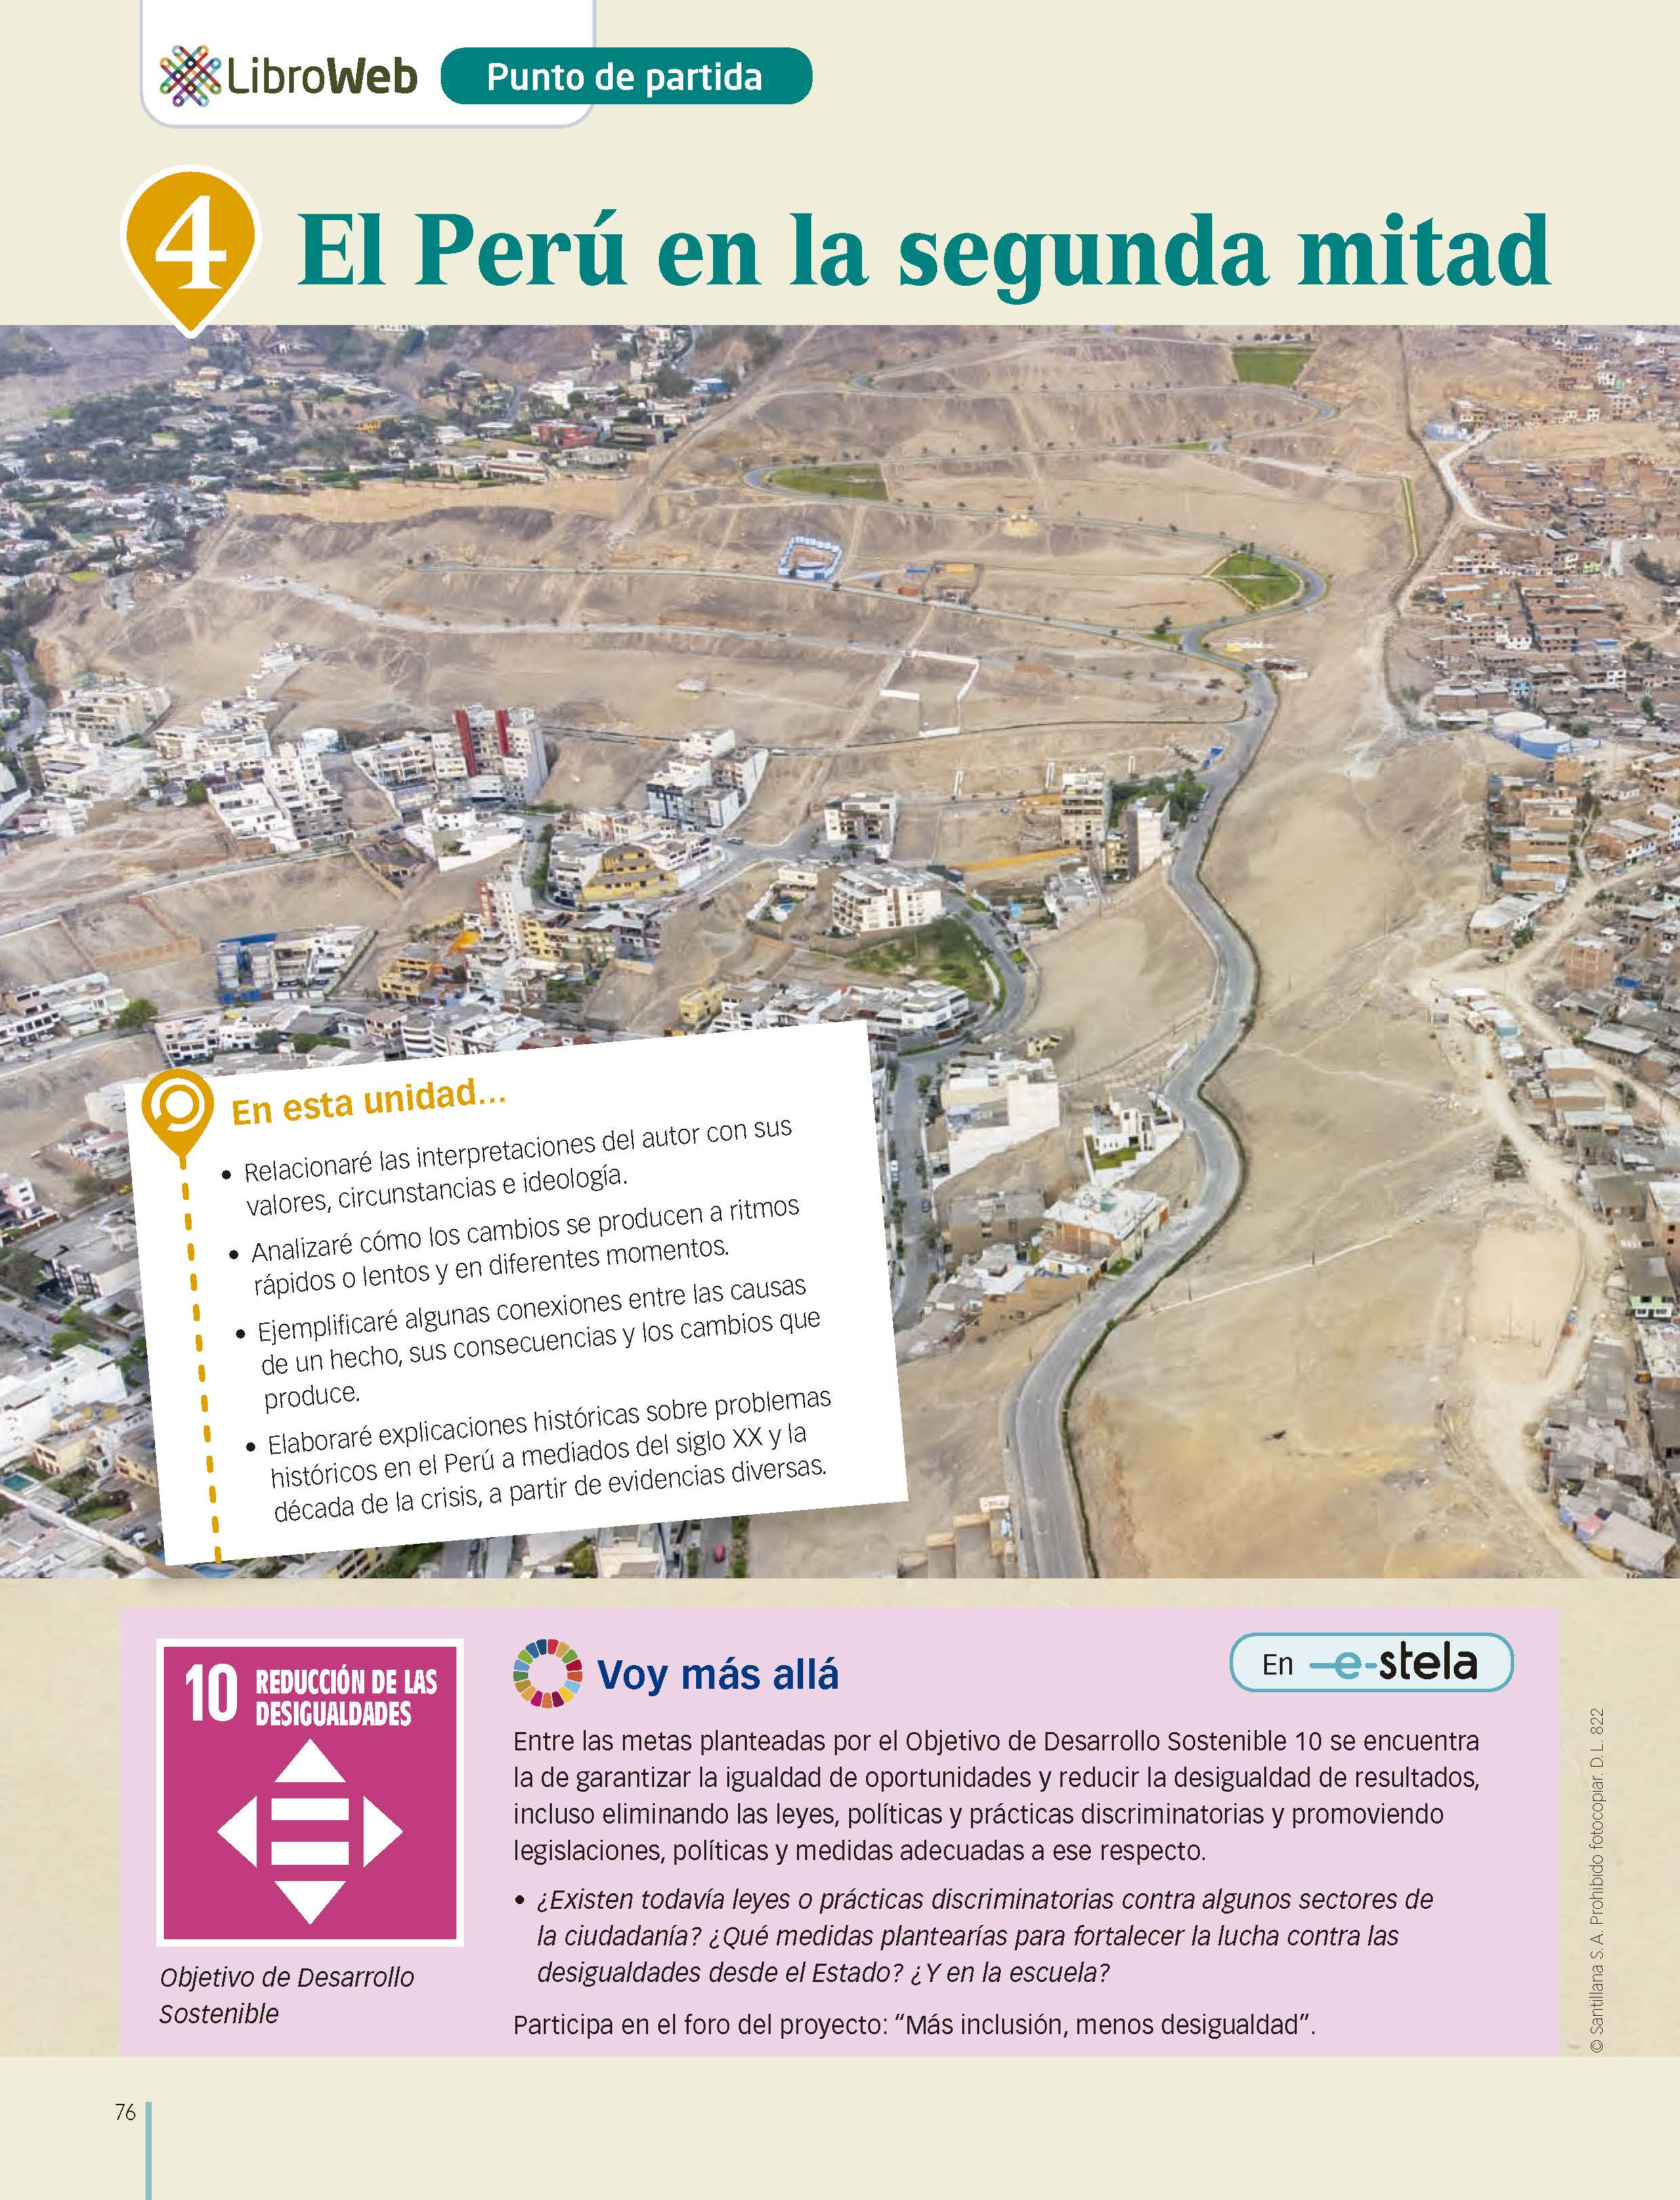 LibroWeb
Punto de partida
4
El Perú en la segunda mitad
En esta unidad...
• Relacionaré las interpretaciones del autor con sus
valores, circunstancias e ideología.
• Analizaré cómo los cambios se producen a ritmos
rápidos o lentos y en diferentes momentos.
• Ejemplificaré algunas conexiones entre las causas
de un hecho, sus consecuencias y los cambios que
produce.
• Elaboraré explicaciones históricas sobre problemas
históricos en el Perú a mediados del siglo XX y la
década de la crisis, a partir de evidencias diversas.
10 REDUCCIÓN DE LAS
DESIGUALDADES
Objetivo de Desarrollo
Sostenible
Voy más allá
En e-stela
Entre las metas planteadas por el Objetivo de Desarrollo Sostenible 10 se encuentra
la de garantizar la igualdad de oportunidades y reducir la desigualdad de resultados,
incluso eliminando las leyes, políticas y prácticas discriminatorias y promoviendo
legislaciones, políticas y medidas adecuadas a ese respecto.
• ¿Existen todavía leyes o prácticas discriminatorias contra algunos sectores de
la ciudadanía? ¿Qué medidas plantearías para fortalecer la lucha contra las
desigualdades desde el Estado? ¿Y en la escuela?
Participa en el foro del proyecto: “Más inclusión, menos desigualdad”.
© Santillana S.A. Prohibido fotocopiar. D.L. 822
76